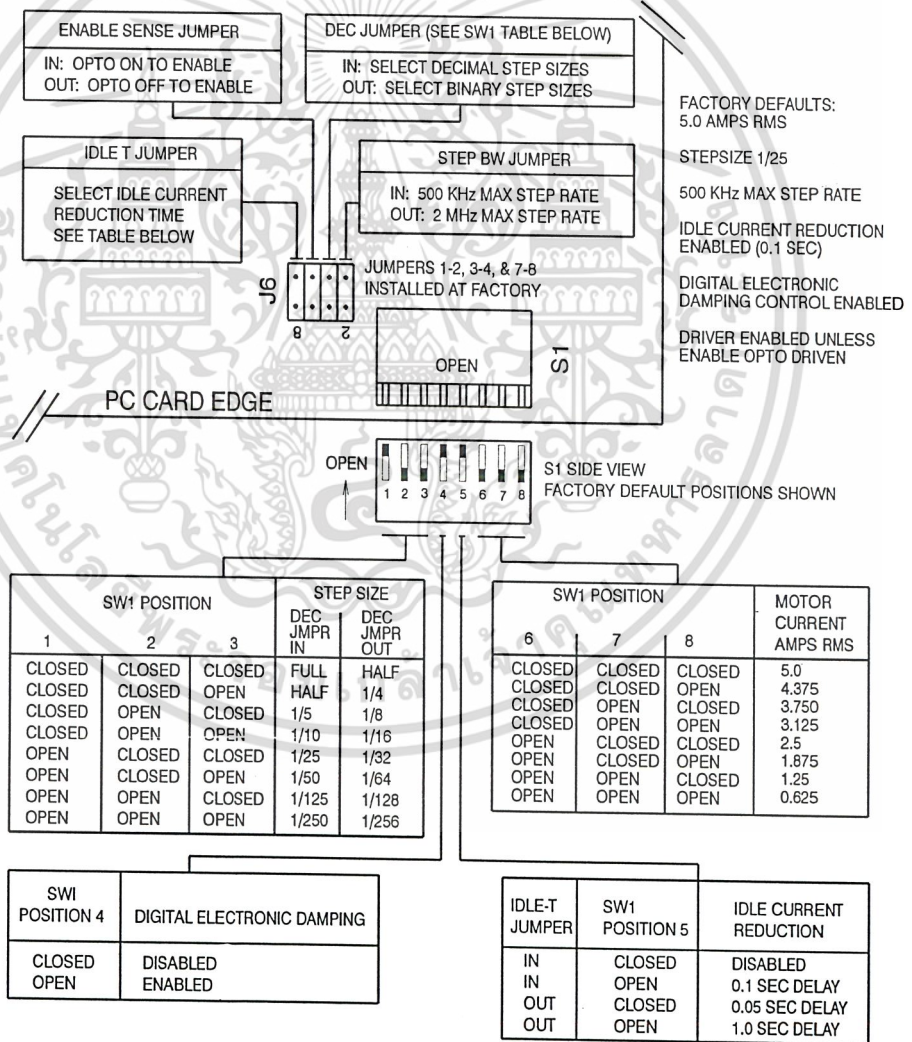 ENABLE SENSE JUMPER
IN: OPTO ON TO ENABLE
OUT: OPTO OFF TO ENABLE
DEC JUMPER (SEE SW1 TABLE BELOW)
IN: SELECT DECIMAL STEP SIZES
OUT: SELECT BINARY STEP SIZES
IDLE T JUMPER
SELECT IDLE CURRENT
REDUCTION TIME
SEE TABLE BELOW
STEP BW JUMPER
IN: 500 KHz MAX STEP RATE
OUT: 2 MHz MAX STEP RATE
FACTORY DEFAULTS:
5.0 AMPS RMS
STEPSIZE 1/25
500 KHz MAX STEP RATE
IDLE CURRENT REDUCTION
ENABLED (0.1 SEC)
DIGITAL ELECTRONIC
DAMPING CONTROL ENABLED
DRIVER ENABLED UNLESS
ENABLE OPTO DRIVEN
J6
8 2
JUMPERS 1-2, 3-4, & 7-8
INSTALLED AT FACTORY
OPEN
S1
PC CARD EDGE
OPEN
1 2 3 4 5 6 7 8
S1 SIDE VIEW
FACTORY DEFAULT POSITIONS SHOWN
SW1 POSITION STEP SIZE
1 2 3 DEC JMPR IN DEC JMPR OUT
CLOSED CLOSED CLOSED FULL HALF
CLOSED CLOSED OPEN HALF 1/4
CLOSED OPEN CLOSED 1/5 1/8
CLOSED OPEN OPEN 1/10 1/16
OPEN CLOSED CLOSED 1/25 1/32
OPEN CLOSED OPEN 1/50 1/64
OPEN OPEN CLOSED 1/125 1/128
OPEN OPEN OPEN 1/250 1/256
SW1 POSITION MOTOR CURRENT AMPS RMS
6 7 8
CLOSED CLOSED CLOSED 5.0
CLOSED CLOSED OPEN 4.375
CLOSED OPEN CLOSED 3.750
CLOSED OPEN OPEN 3.125
OPEN CLOSED CLOSED 2.5
OPEN CLOSED OPEN 1.875
OPEN OPEN CLOSED 1.25
OPEN OPEN OPEN 0.625
SWI POSITION 4 DIGITAL ELECTRONIC DAMPING
CLOSED DISABLED
OPEN ENABLED
IDLE-T JUMPER SW1 POSITION 5 IDLE CURRENT REDUCTION
IN CLOSED DISABLED
IN OPEN 0.1 SEC DELAY
OUT CLOSED 0.05 SEC DELAY
OUT OPEN 1.0 SEC DELAY